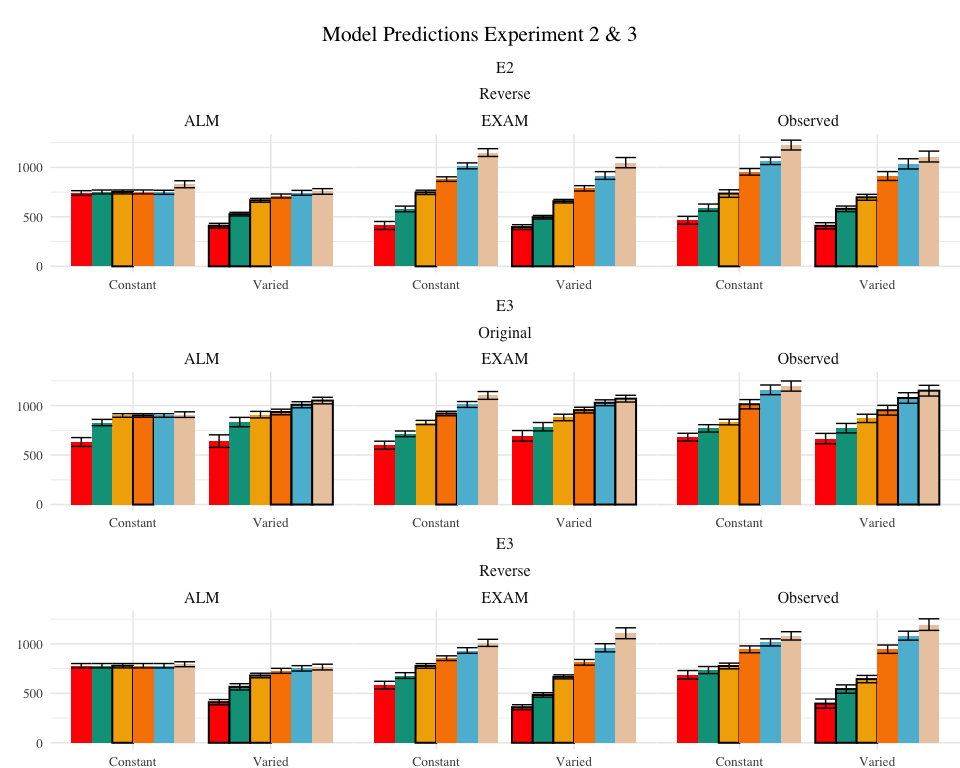 Model Predictions Experiment 2 & 3
E2
Reverse
ALM EXAM Observed
1000
500
0
Constant Varied Constant Varied Constant Varied
E3
Original
ALM EXAM Observed
1000
500
0
Constant Varied Constant Varied Constant Varied
E3
Reverse
ALM EXAM Observed
1000
500
0
Constant Varied Constant Varied Constant Varied